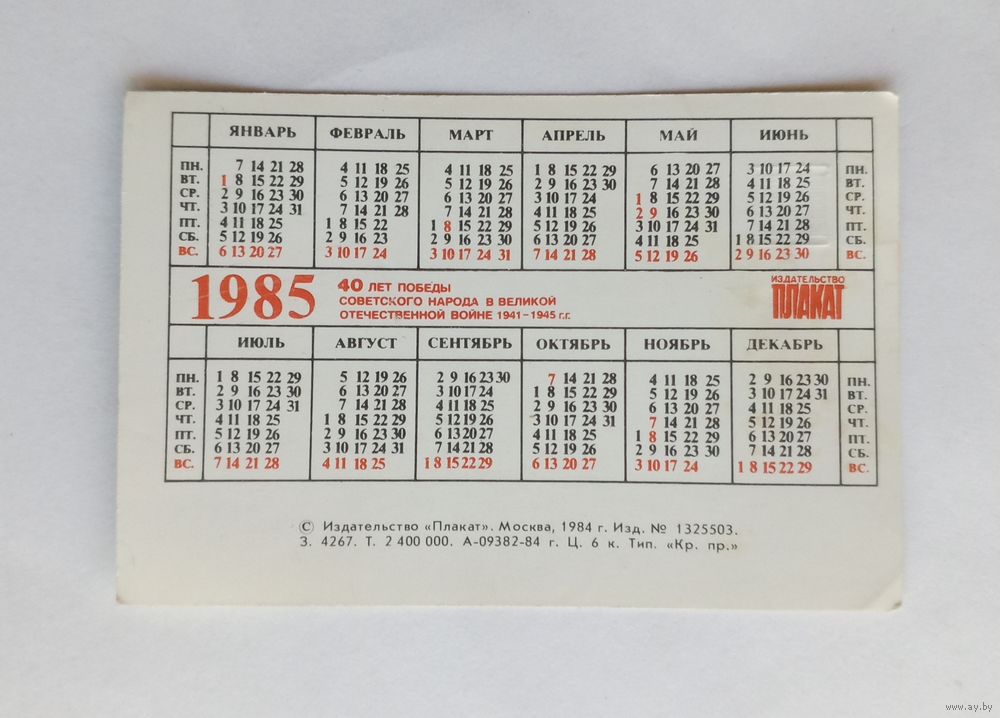 ЯНВАРЬ ФЕВРАЛЬ МАРТ АПРЕЛЬ МАЙ ИЮНЬ
ПН. 7 14 21 28 4 11 18 25 4 11 18 25 1 8 15 22 29 6 13 20 27 3 10 17 24 ПН.
ВТ. 1 8 15 22 29 5 12 19 26 5 12 19 26 2 9 16 23 30 7 14 21 28 4 11 18 25 ВТ.
СР. 2 9 16 23 30 6 13 20 27 6 13 20 27 3 10 17 24 1 8 15 22 29 5 12 19 26 СР.
ЧТ. 3 10 17 24 31 7 14 21 28 7 14 21 28 4 11 18 25 2 9 16 23 30 6 13 20 27 ЧТ.
ПТ. 4 11 18 25 1 8 15 22 1 8 15 22 29 5 12 19 26 3 10 17 24 31 7 14 21 28 ПТ.
СБ. 5 12 19 26 2 9 16 23 2 9 16 23 30 6 13 20 27 4 11 18 25 1 8 15 22 29 СБ.
ВС. 6 13 20 27 3 10 17 24 3 10 17 24 31 7 14 21 28 5 12 19 26 2 9 16 23 30 ВС.
1985
40 ЛЕТ ПОБЕДЫ
СОВЕТСКОГО НАРОДА В ВЕЛИКОЙ
ОТЕЧЕСТВЕННОЙ ВОЙНЕ 1941-1945 г.г.
ИЗДАТЕЛЬСТВО
ПЛАКАТ
ИЮЛЬ АВГУСТ СЕНТЯБРЬ ОКТЯБРЬ НОЯБРЬ ДЕКАБРЬ
ПН. 1 8 15 22 29 5 12 19 26 2 9 16 23 30 7 14 21 28 4 11 18 25 2 9 16 23 30 ПН.
ВТ. 2 9 16 23 30 6 13 20 27 3 10 17 24 1 8 15 22 29 5 12 19 26 3 10 17 24 31 ВТ.
СР. 3 10 17 24 31 7 14 21 28 4 11 18 25 2 9 16 23 30 6 13 20 27 4 11 18 25 СР.
ЧТ. 4 11 18 25 1 8 15 22 29 5 12 19 26 3 10 17 24 31 7 14 21 28 5 12 19 26 ЧТ.
ПТ. 5 12 19 26 2 9 16 23 30 6 13 20 27 4 11 18 25 1 8 15 22 29 6 13 20 27 ПТ.
СБ. 6 13 20 27 3 10 17 24 31 7 14 21 28 5 12 19 26 2 9 16 23 30 7 14 21 28 СБ.
ВС. 7 14 21 28 4 11 18 25 1 8 15 22 29 6 13 20 27 3 10 17 24 1 8 15 22 29 ВС.
© Издательство «Плакат». Москва, 1984 г. Изд. № 1325503.
З. 4267. Т. 2 400 000. А-09382-84 г. Ц. 6 к. Тип. «Кр. пр.»
www.ay.by